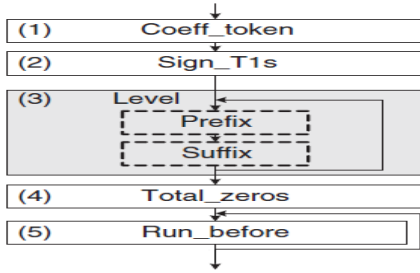 (1) Coeff_token
(2) Sign_T1s
(3) Level
Prefix
Suffix
(4) Total_zeros
(5) Run_before